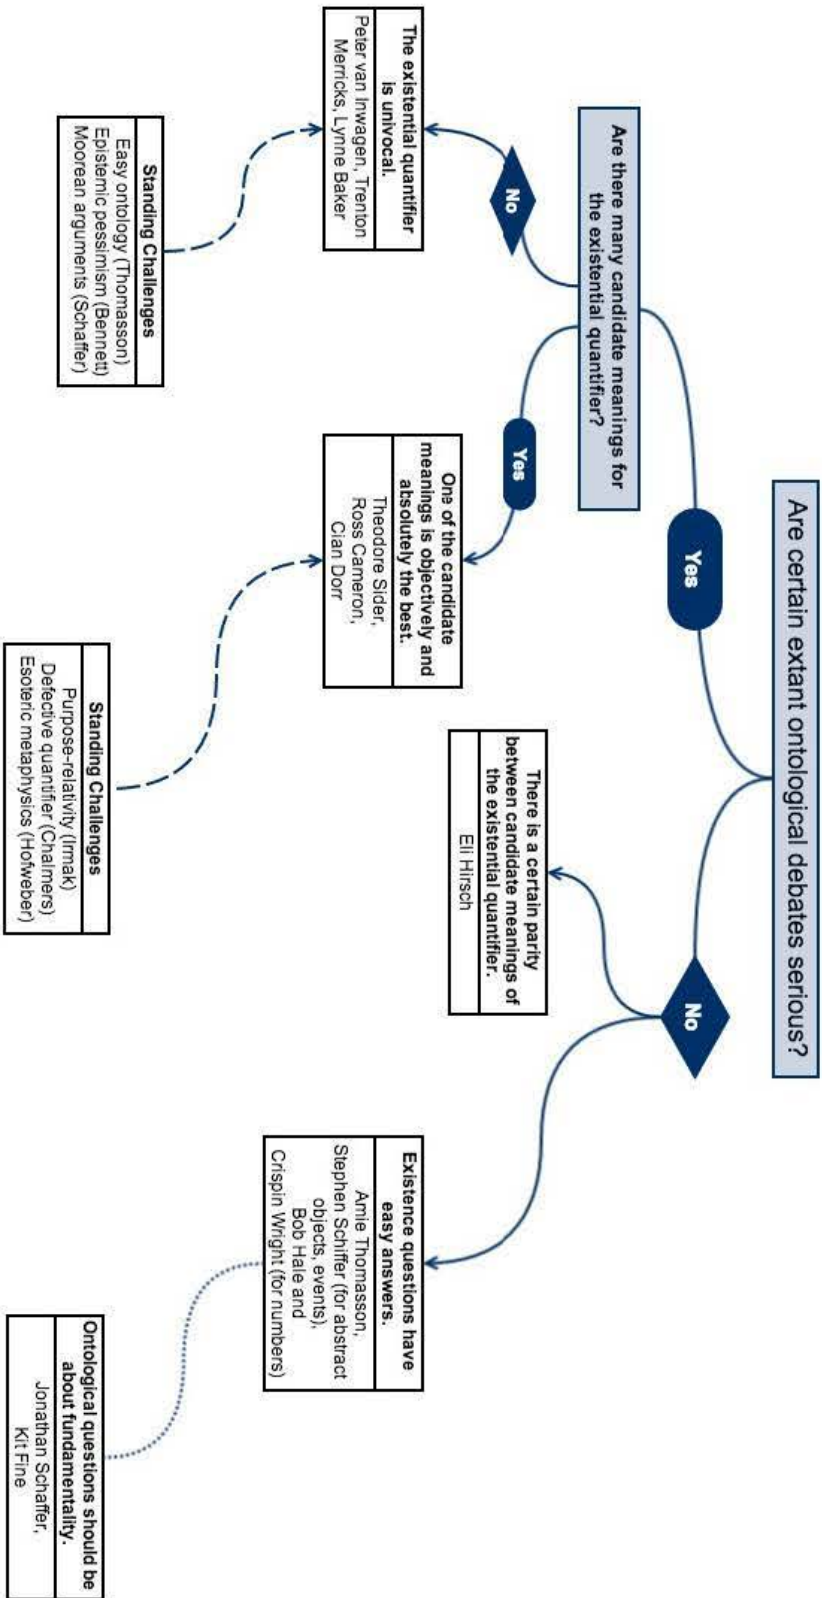 Are certain extant ontological debates serious?
Yes
No
Are there many candidate meanings for
the existential quantifier?
No
Yes
The existential quantifier
is univocal.
Peter van Inwagen, Trenton
Merricks, Lynne Baker
One of the candidate
meanings is objectively and
absolutely the best.
Theodore Sider,
Ross Cameron,
Cian Dorr
There is a certain parity
between candidate meanings of
the existential quantifier.
Eli Hirsch
Existence questions have
easy answers.
Amie Thomasson,
Stephen Schiffer (for abstract
objects, events),
Bob Hale and
Crispin Wright (for numbers)
Standing Challenges
Easy ontology (Thomasson)
Epistemic pessimism (Bennett)
Moorean arguments (Schaffer)
Standing Challenges
Purpose-relativity (Irmak)
Defective quantifier (Chalmers)
Esoteric metaphysics (Hofweber)
Ontological questions should be
about fundamentality.
Jonathan Schaffer,
Kit Fine